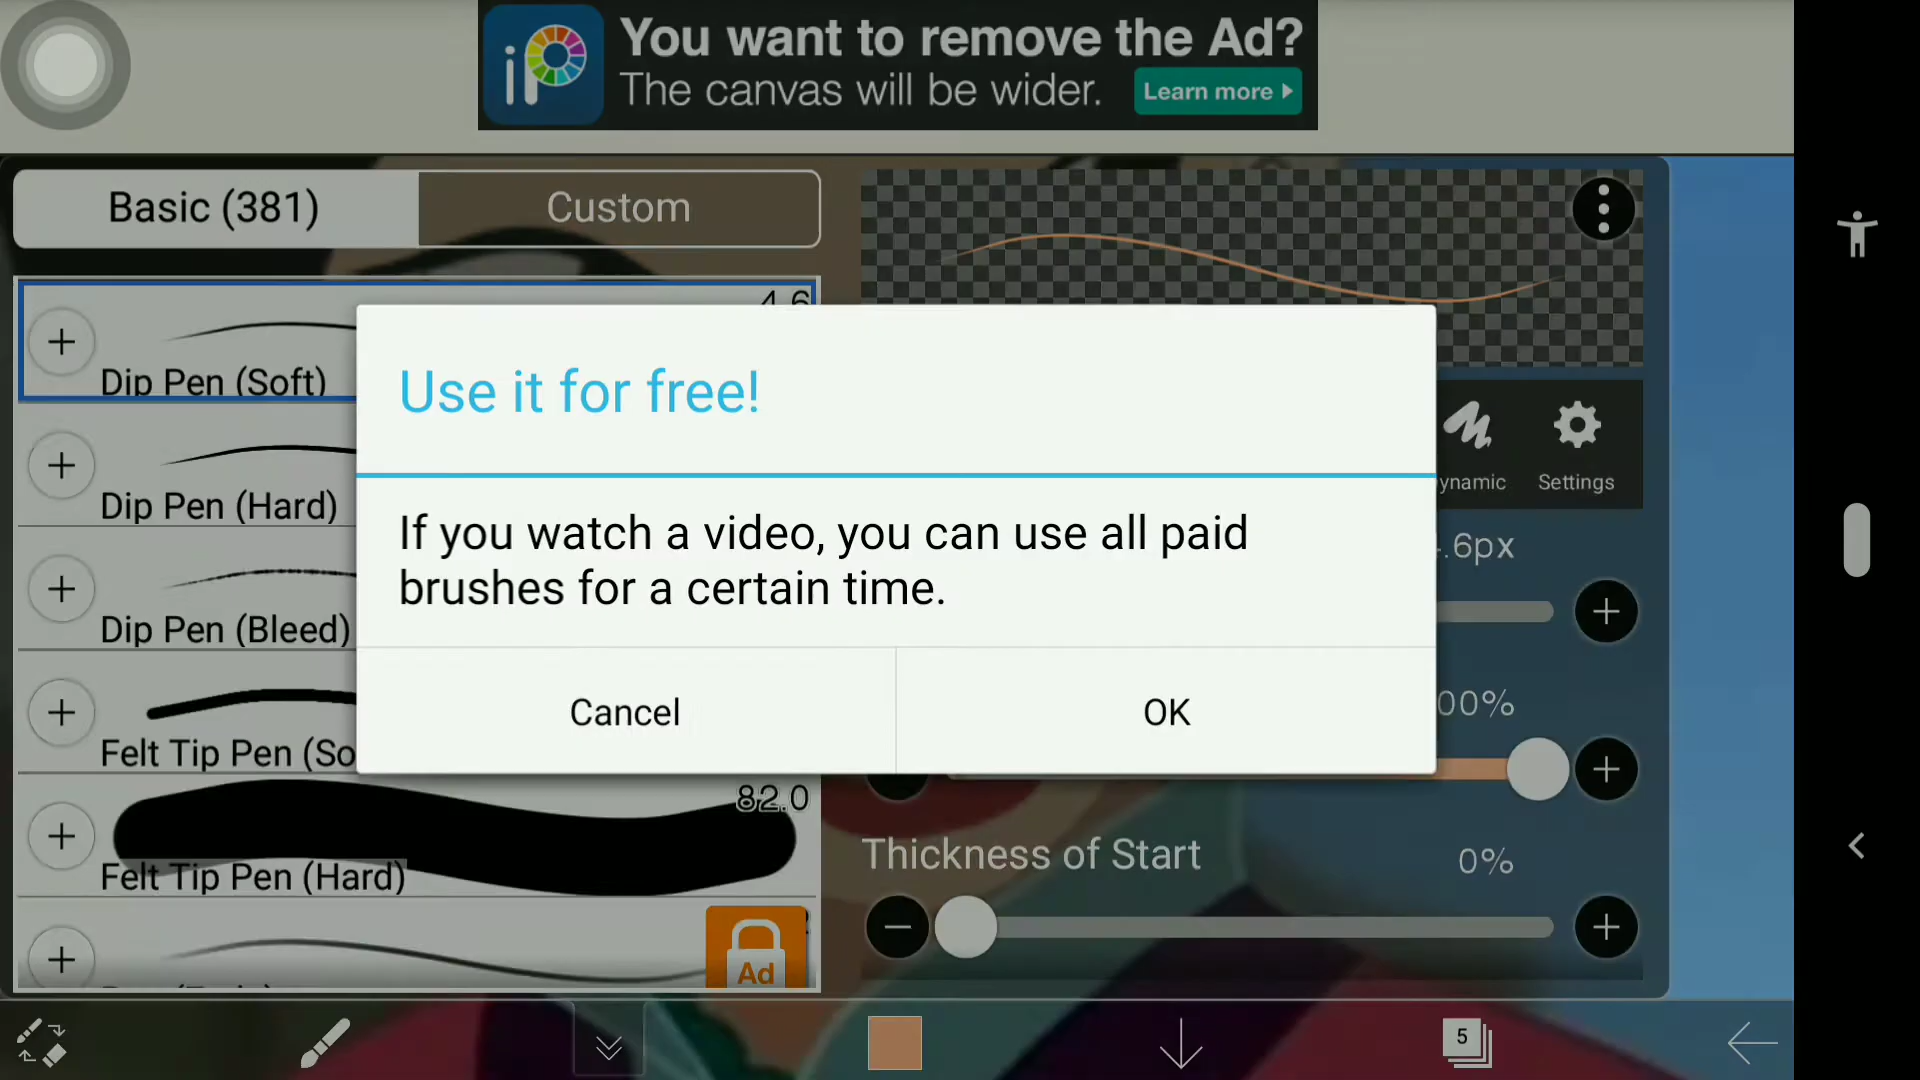 iP
You want to remove the Ad?
The canvas will be wider.
Learn more
Basic (381)
Custom
4.6
Dip Pen (Soft)
Dip Pen (Hard)
Dip Pen (Bleed)
Felt Tip Pen (So
82.0
Felt Tip Pen (Hard)
Ad
Use it for free!
If you watch a video, you can use all paid
brushes for a certain time.
Cancel
OK
ynamic
Settings
.6px
00%
Thickness of Start
0%
5